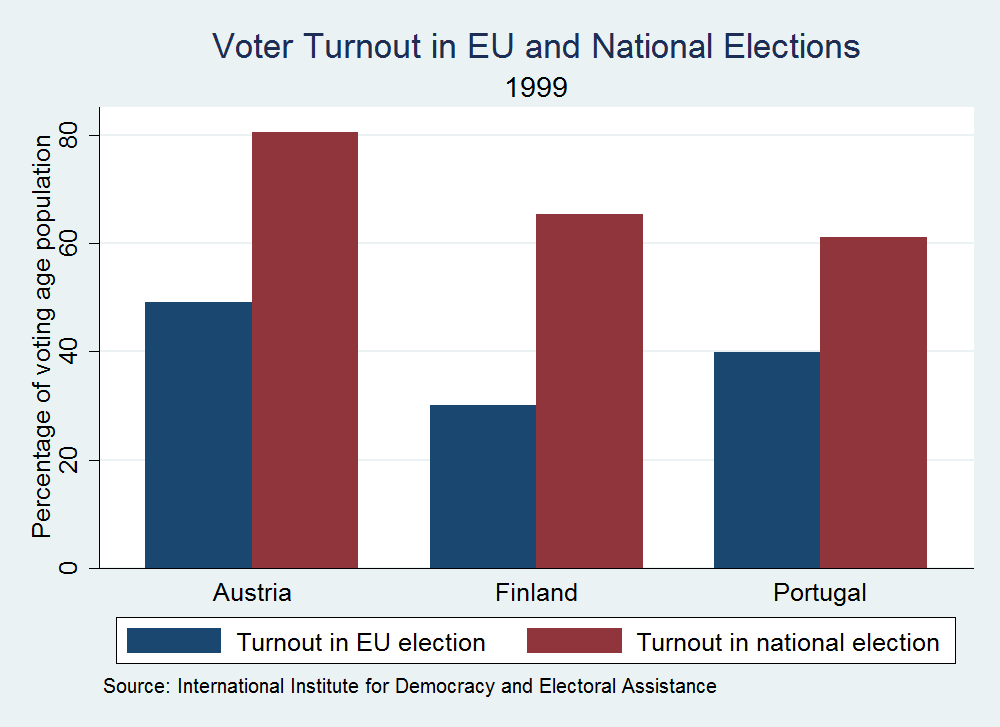 Voter Turnout in EU and National Elections
1999
Percentage of voting age population
80
60
40
20
0
Austria Finland Portugal
Turnout in EU election Turnout in national election
Source: International Institute for Democracy and Electoral Assistance